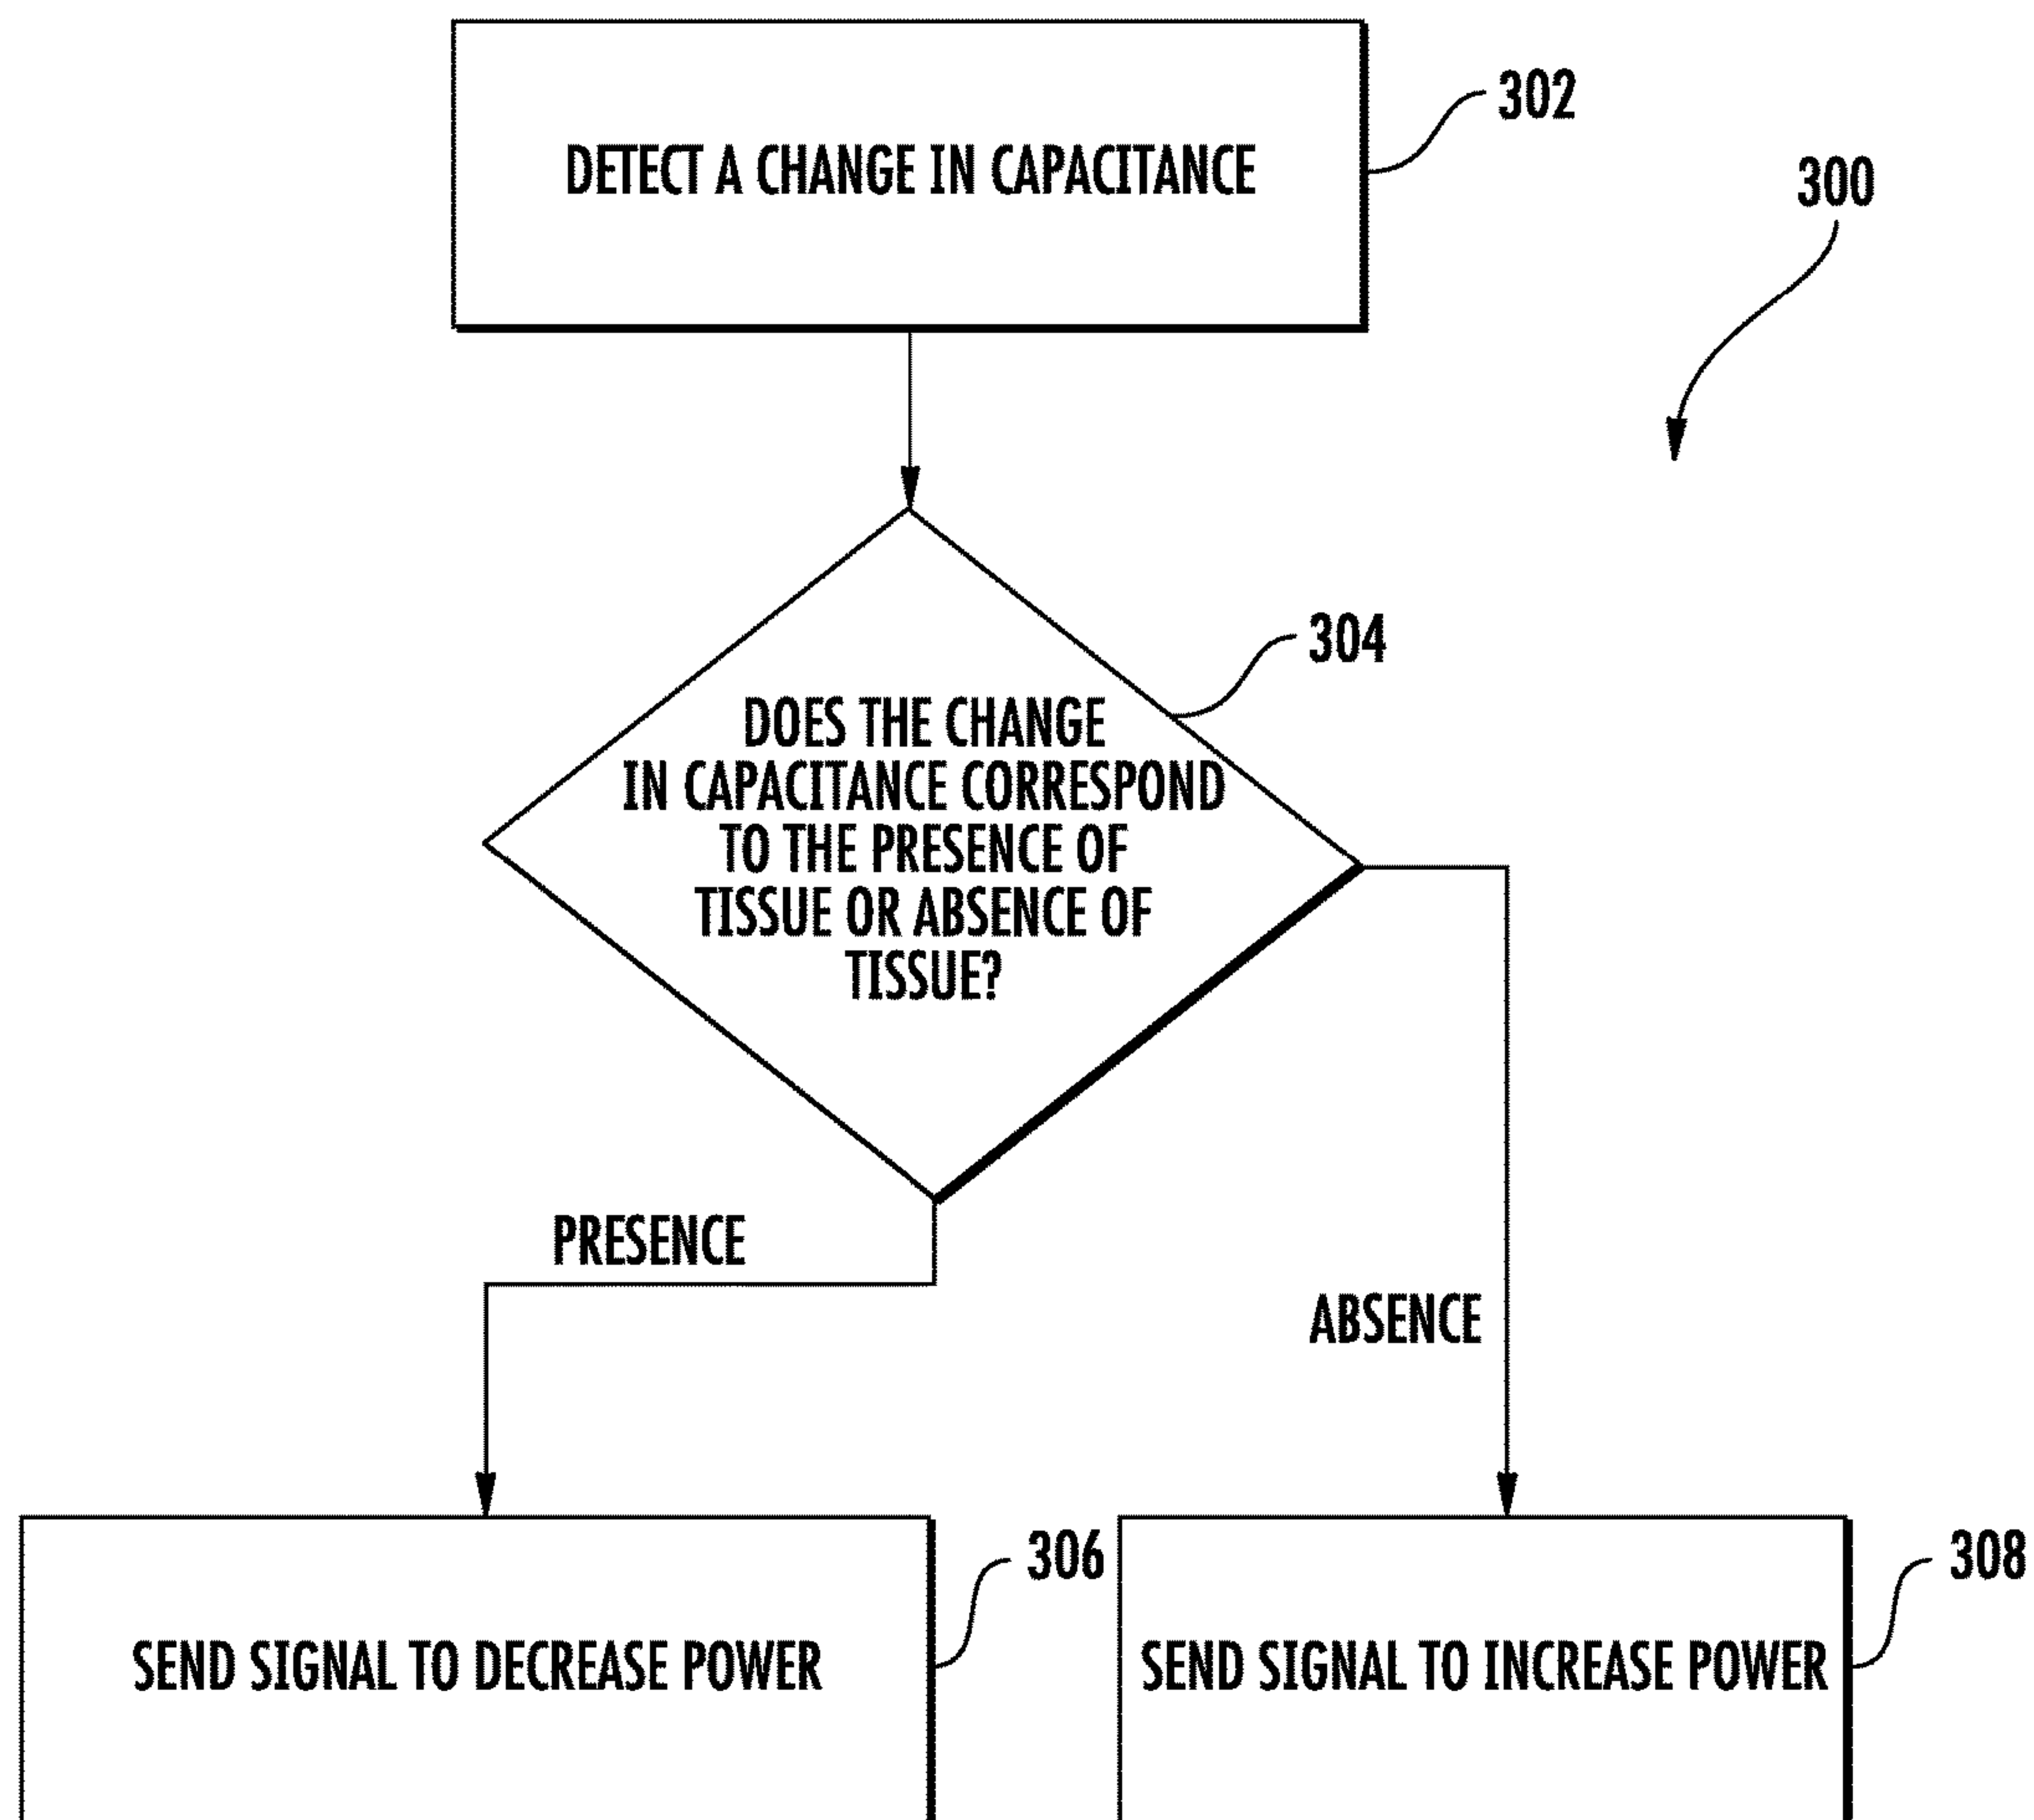 302
DETECT A CHANGE IN CAPACITANCE
300
304
DOES THE CHANGE
IN CAPACITANCE CORRESPOND
TO THE PRESENCE OF
TISSUE OR ABSENCE OF
TISSUE?
PRESENCE
ABSENCE
306
308
SEND SIGNAL TO DECREASE POWER
SEND SIGNAL TO INCREASE POWER